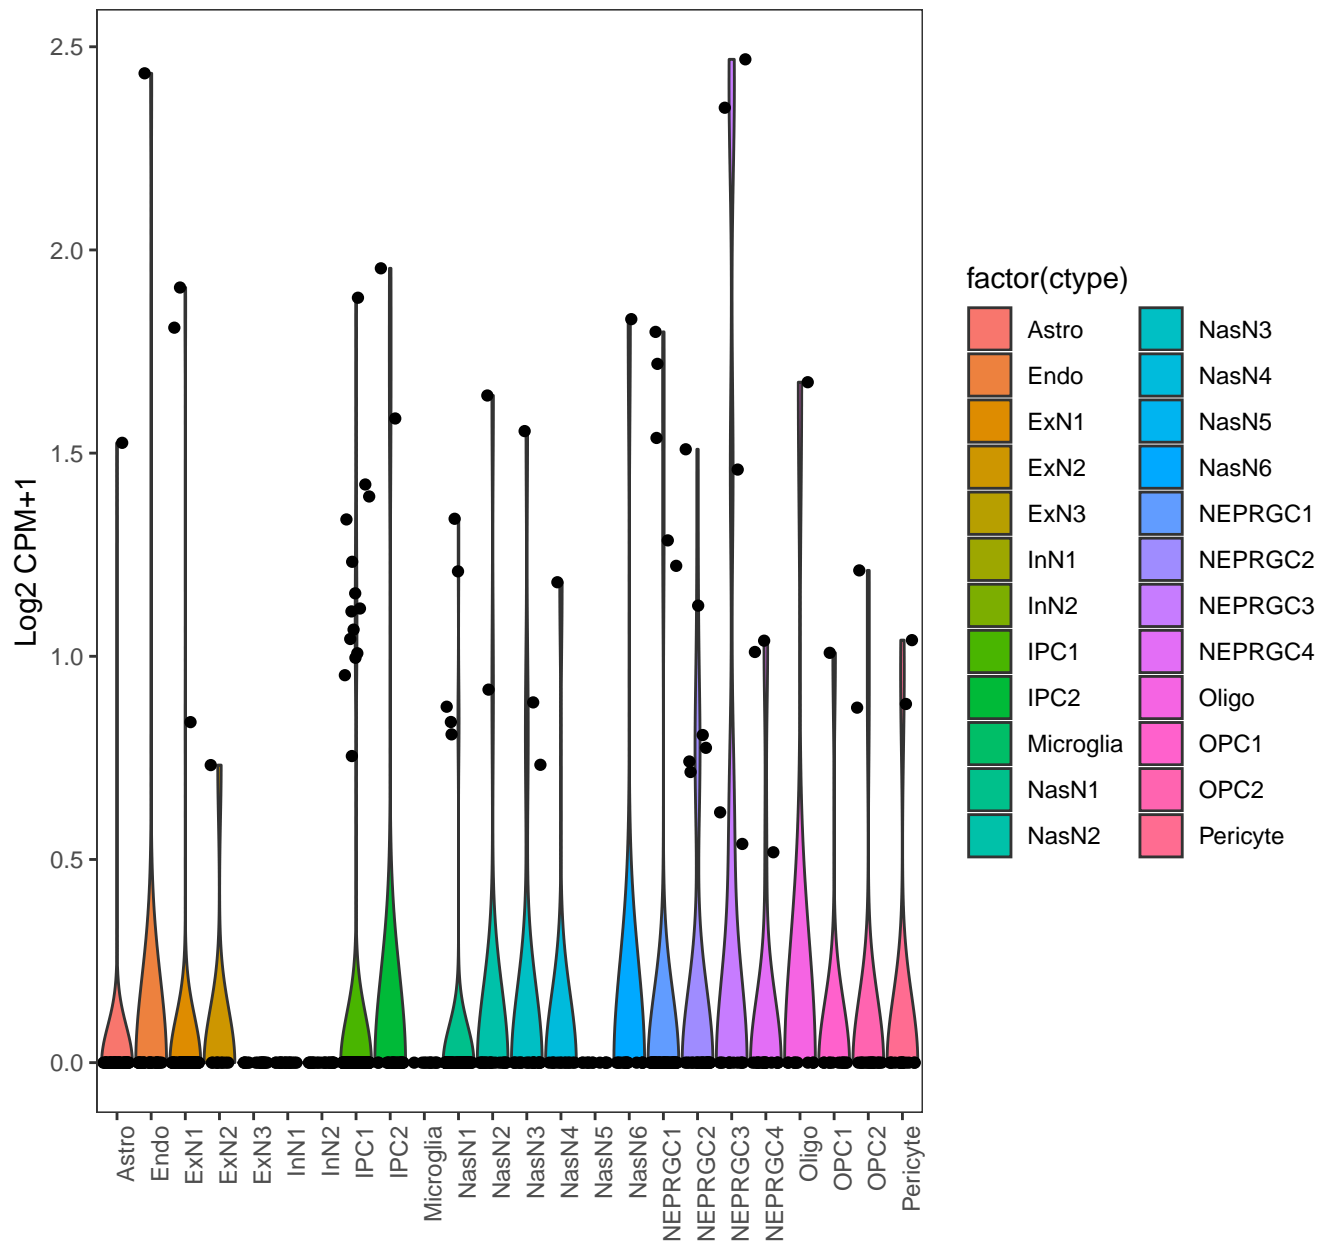 Log2 CPM+1
2.5
2.0
1.5
1.0
0.5
0.0
Astro
Endo
ExN1
ExN2
ExN3
InN1
InN2
IPC1
IPC2
Microglia
NasN1
NasN2
NasN3
NasN4
NasN5
NasN6
NEPRGC1
NEPRGC2
NEPRGC3
NEPRGC4
Oligo
OPC1
OPC2
Pericyte
factor(ctype)
Astro
Endo
ExN1
ExN2
ExN3
InN1
InN2
IPC1
IPC2
Microglia
NasN1
NasN2
NasN3
NasN4
NasN5
NasN6
NEPRGC1
NEPRGC2
NEPRGC3
NEPRGC4
Oligo
OPC1
OPC2
Pericyte